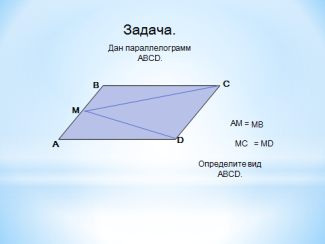 Задача.
Дан параллелограмм
ABCD.
B
C
M
A
D
AM = MB
MC = MD
Определите вид
ABCD.